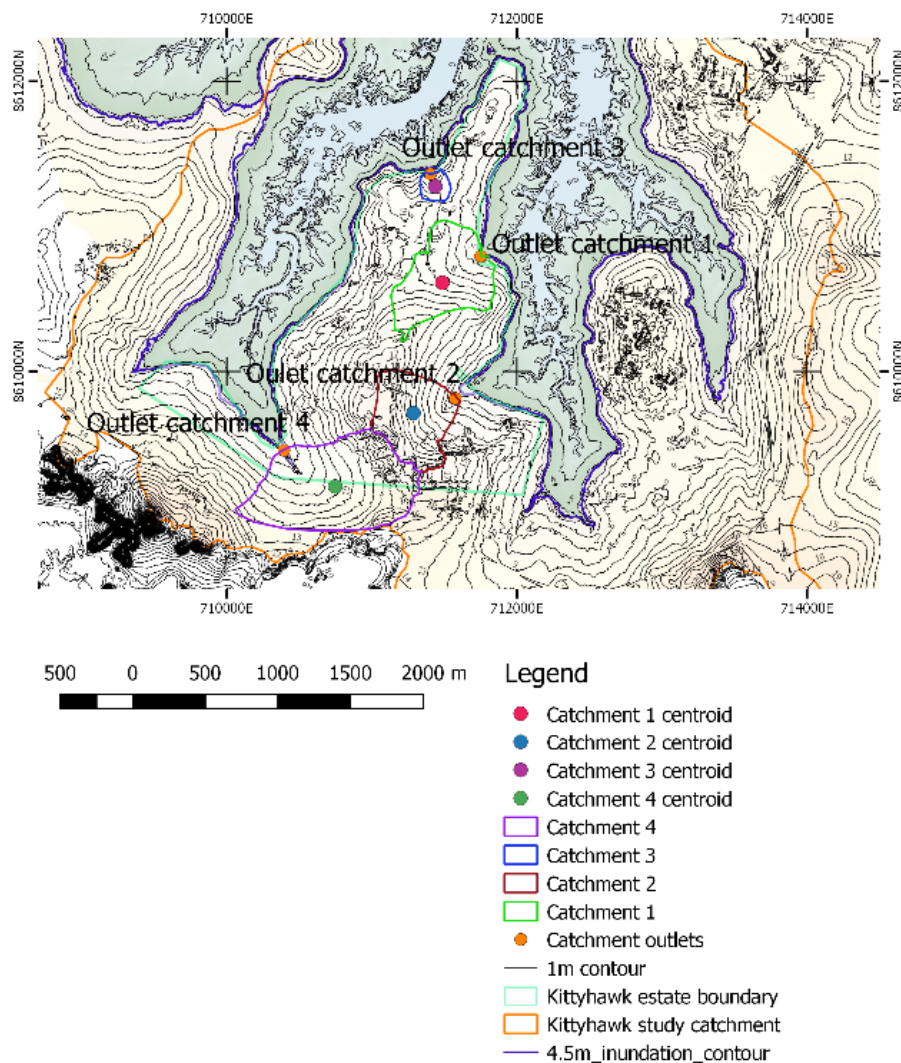 710000E 712000E 714000E
8612000N 8612000N
Outlet catchment 3
Outlet catchment 1
8610000N 8610000N
Oulet catchment 2
Outlet catchment 4
12
13
710000E 712000E 714000E
500 0 500 1000 1500 2000 m
Legend
Catchment 1 centroid
Catchment 2 centroid
Catchment 3 centroid
Catchment 4 centroid
Catchment 4
Catchment 3
Catchment 2
Catchment 1
Catchment outlets
1m contour
Kittyhawk estate boundary
Kittyhawk study catchment
4.5m_inundation_contour